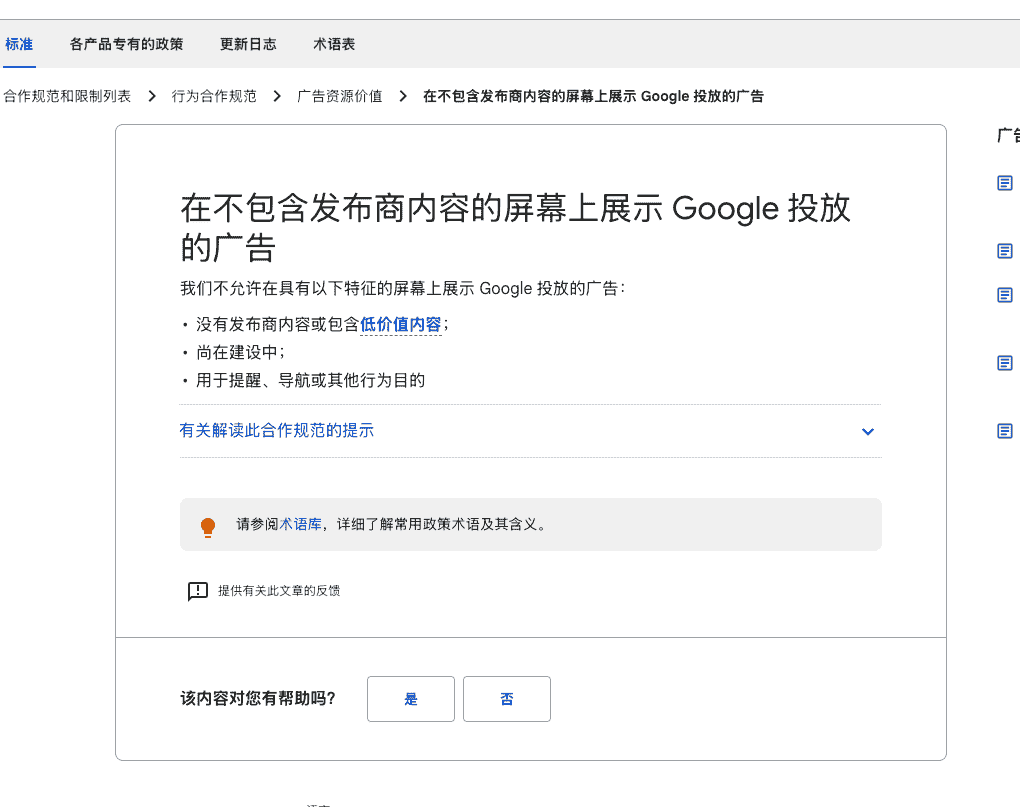 标准 各产品专有的政策 更新日志 术语表
合作规范和限制列表 行为合作规范 广告资源价值 在不包含发布商内容的屏幕上展示 Google 投放的广告
广告
在不包含发布商内容的屏幕上展示 Google 投放
的广告
我们不允许在具有以下特征的屏幕上展示 Google 投放的广告：
• 没有发布商内容或包含低价值内容；
• 尚在建设中；
• 用于提醒、导航或其他行为目的
有关解读此合作规范的提示
请参阅术语库，详细了解常用政策术语及其含义。
提供有关此文章的反馈
该内容对您有帮助吗？ 是 否